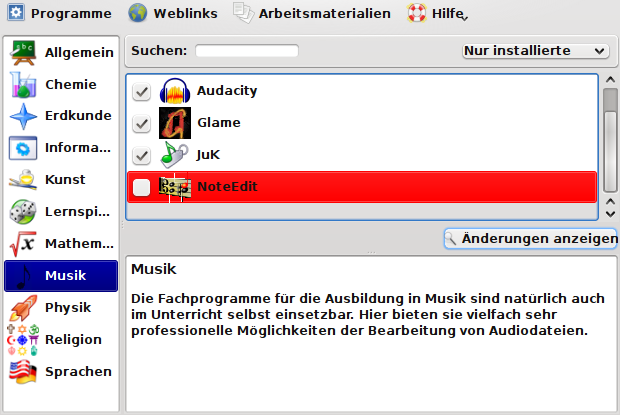 Programme Weblinks Arbeitsmaterialien Hilfe
Allgemein
Chemie
Erdkunde
Informa...
Kunst
Lernspi...
Mathem...
Musik
Physik
Religion
Sprachen
Suchen: Nur installierte
Audacity
Glame
JuK
NoteEdit
Änderungen anzeigen
Musik
Die Fachprogramme für die Ausbildung in Musik sind natürlich auch
im Unterricht selbst einsetzbar. Hier bieten sie vielfach sehr
professionelle Möglichkeiten der Bearbeitung von Audiodateien.